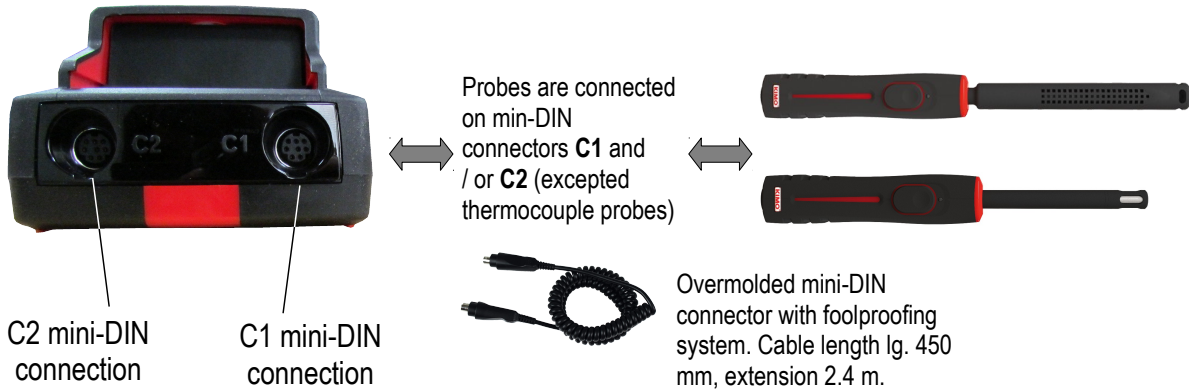 C2
C1
Probes are connected
on min-DIN
connectors C1 and
/ or C2 (excepted
thermocouple probes)
KIMO
KIMO
C2 mini-DIN
connection
C1 mini-DIN
connection
Overmolded mini-DIN
connector with foolproofing
system. Cable length lg. 450
mm, extension 2.4 m.